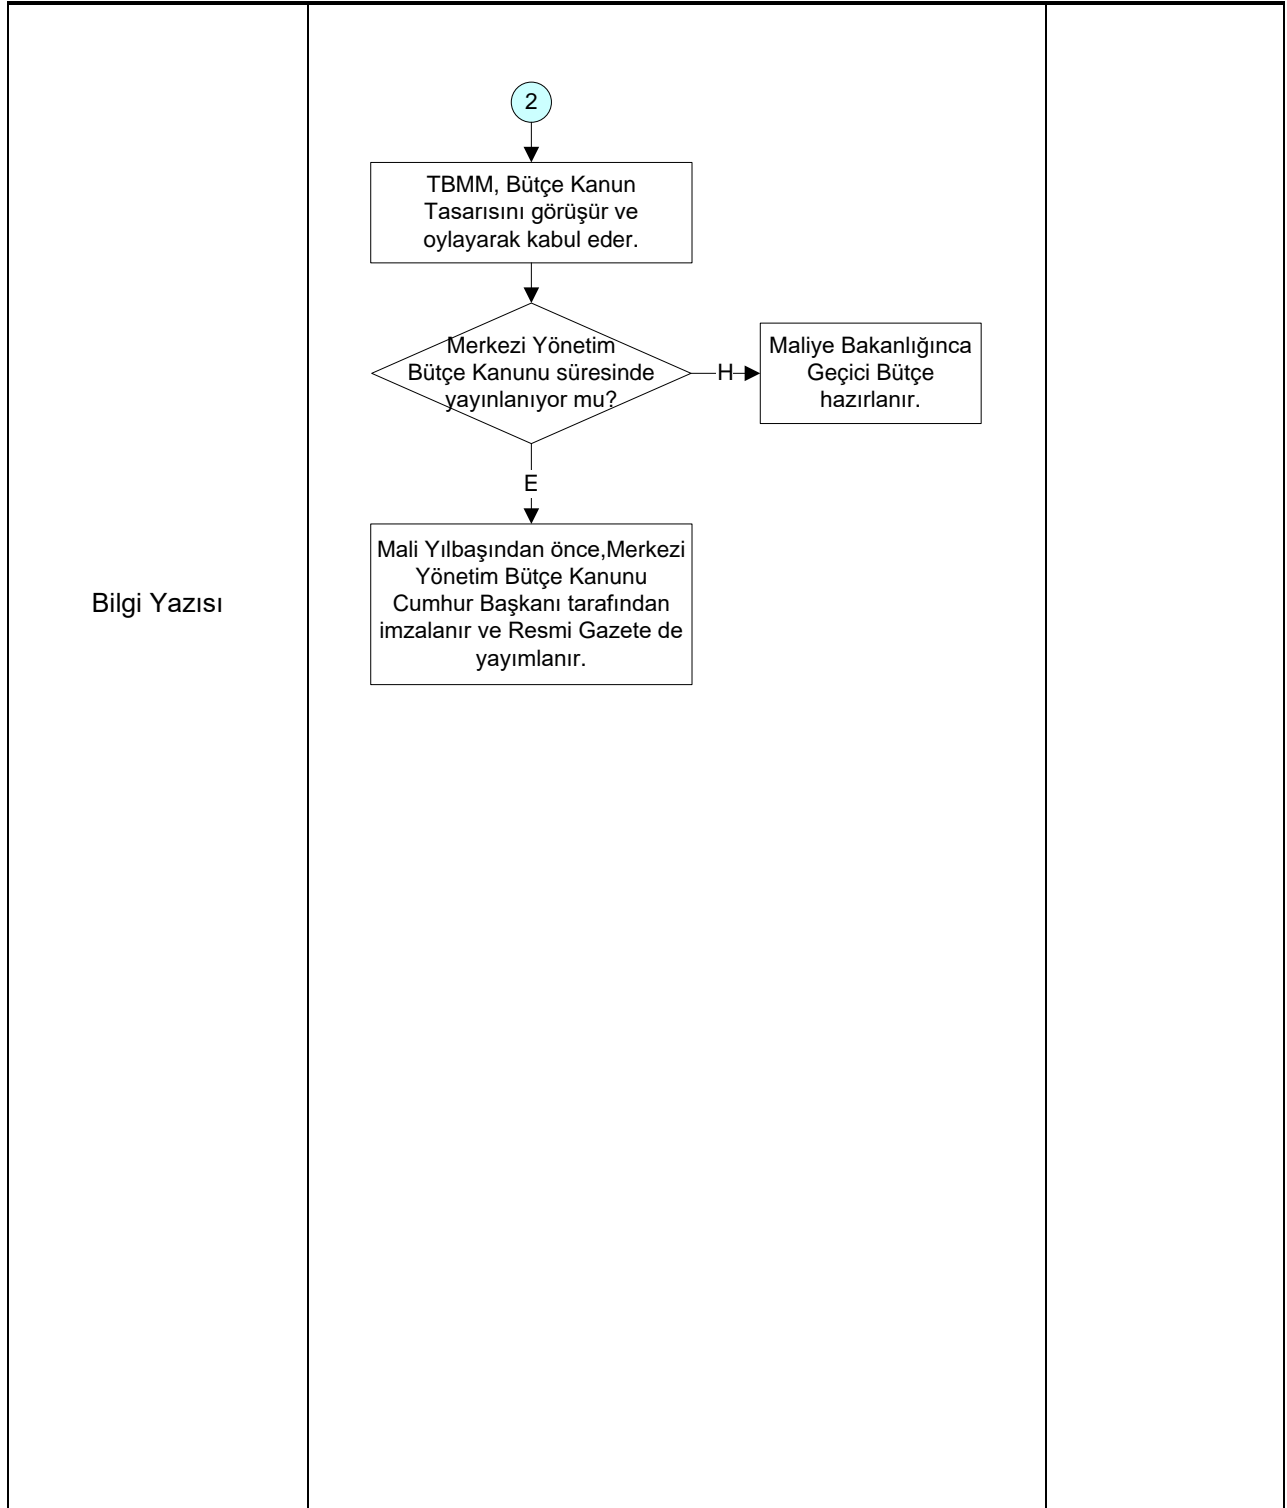 2
TBMM, Bütçe Kanun
Tasarısını görüşür ve
oylayarak kabul eder.
Merkezi Yönetim
Bütçe Kanunu süresinde
yayınlanıyor mu?
H
Maliye Bakanlığınca
Geçici Bütçe
hazırlanır.
E
Mali Yılbaşından önce,Merkezi
Yönetim Bütçe Kanunu
Cumhur Başkanı tarafından
imzalanır ve Resmi Gazete de
yayımlanır.
Bilgi Yazısı